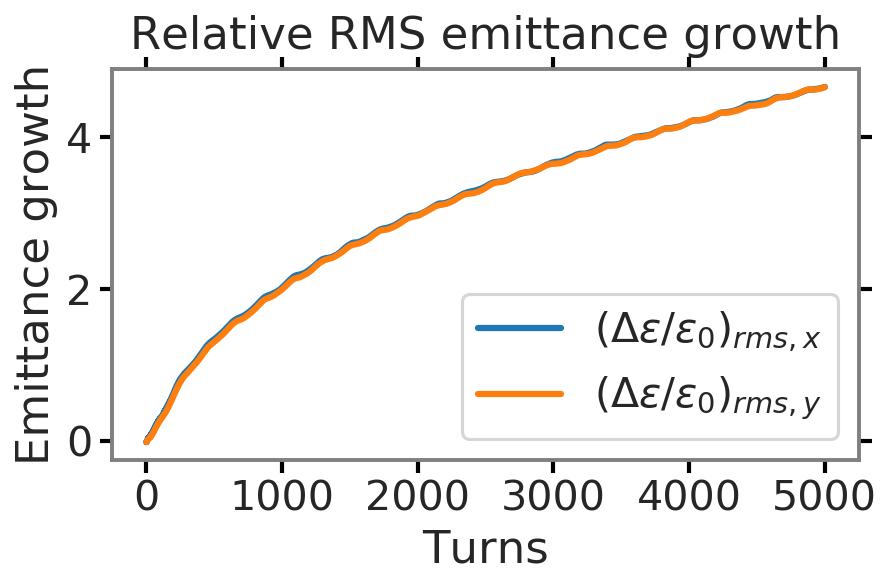 Relative RMS emittance growth
Emittance growth
4
2
0
(Δε/ε₀)rms, x
(Δε/ε₀)rms, y
0 1000 2000 3000 4000 5000
Turns